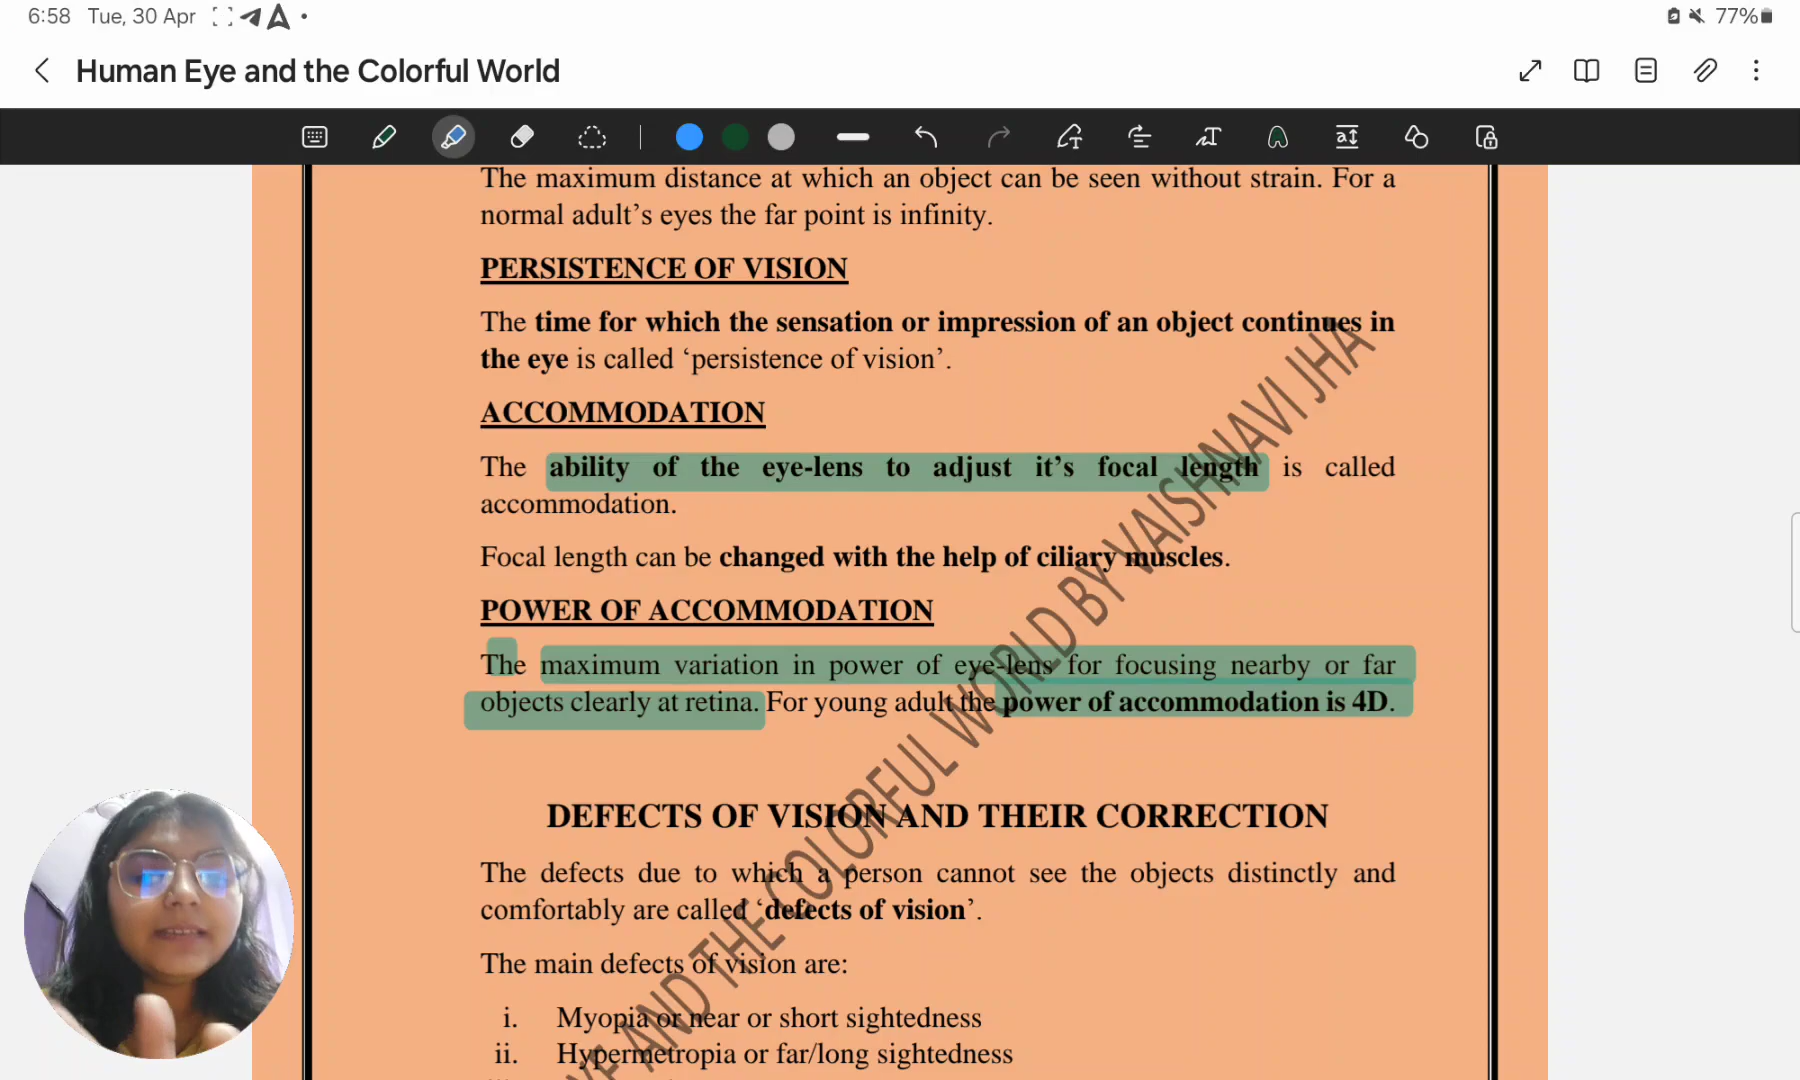 6:58 Tue, 30 Apr
77%
Human Eye and the Colorful World
The maximum distance at which an object can be seen without strain. For a
normal adult’s eyes the far point is infinity.
PERSISTENCE OF VISION
The time for which the sensation or impression of an object continues in
the eye is called ‘persistence of vision’.
ACCOMMODATION
The ability of the eye-lens to adjust it’s focal length is called
accommodation.
Focal length can be changed with the help of ciliary muscles.
POWER OF ACCOMMODATION
The maximum variation in power of eye-lens for focusing nearby or far
objects clearly at retina. For young adult the power of accommodation is 4D.
DEFECTS OF VISION AND THEIR CORRECTION
The defects due to which a person cannot see the objects distinctly and
comfortably are called ‘defects of vision’.
The main defects of vision are:
i. Myopia or near or short sightedness
ii. Hypermetropia or far/long sightedness
EYE AND THE COLORFUL WORLD BY VAISHNAVI JHA